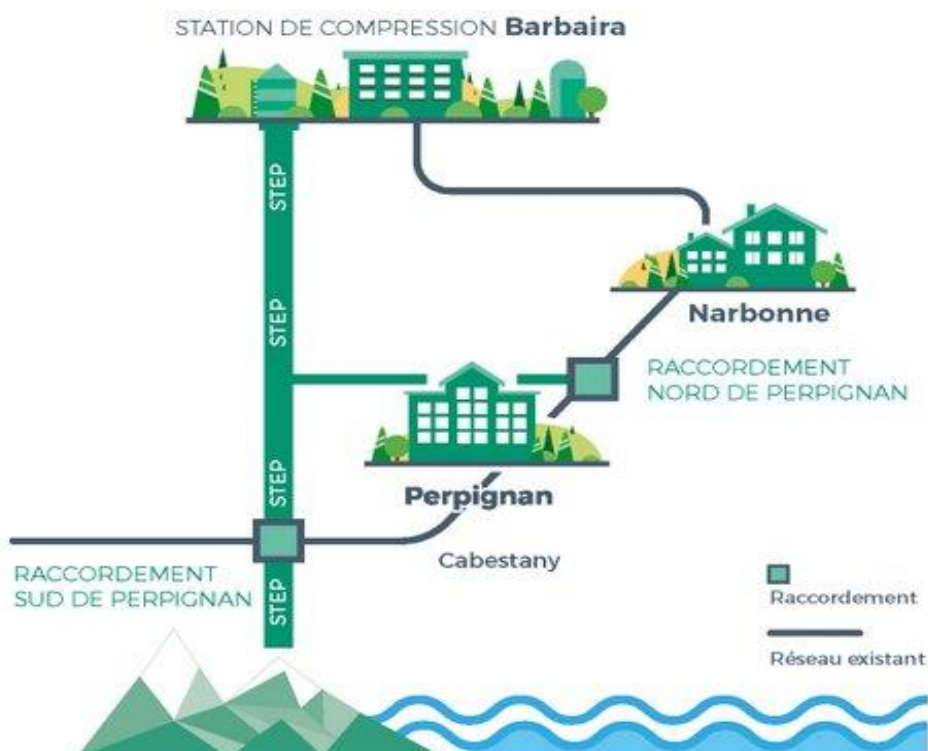 STATION DE COMPRESSION Barbaira
STEP
Narbonne
STEP
RACCORDEMENT
NORD DE PERPIGNAN
STEP
Perpignan
Cabestany
RACCORDEMENT
SUD DE PERPIGNAN
STEP
Raccordement
Réseau existant